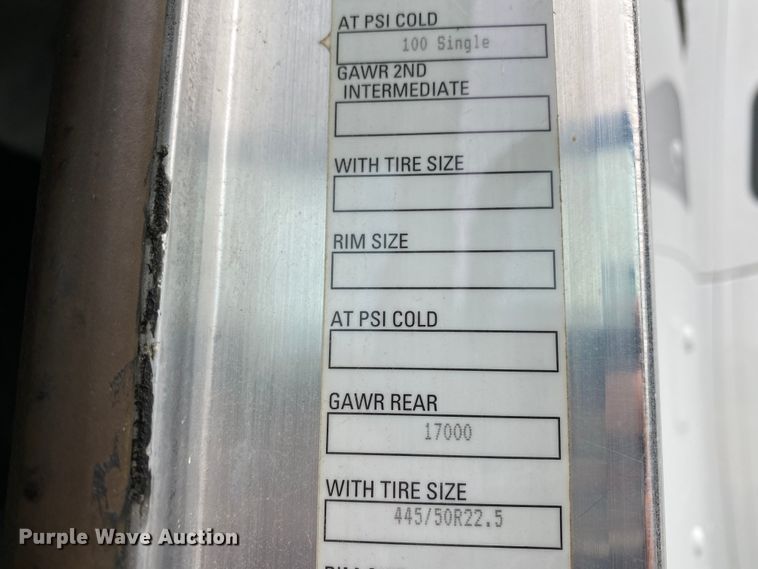 AT PSI COLD
100 Single
GAWR 2ND
INTERMEDIATE
WITH TIRE SIZE
RIM SIZE
AT PSI COLD
GAWR REAR
17000
WITH TIRE SIZE
445/50R22.5
Purple Wave Auction